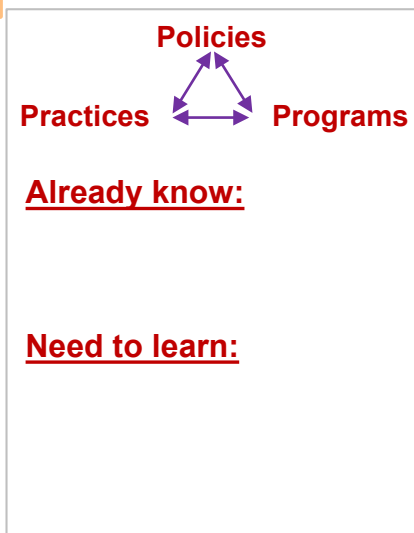 Policies
Practices Programs
Already know:
Need to learn: